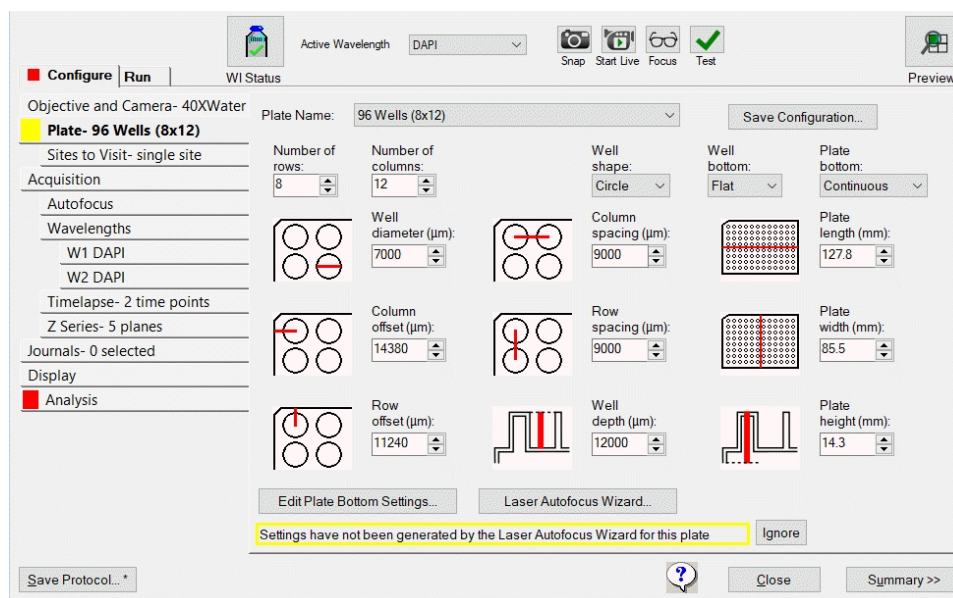 Active Wavelength DAPI
Snap Start Live Focus Test
Configure Run WI Status Preview
Objective and Camera- 40XWater
Plate- 96 Wells (8x12)
Sites to Visit- single site
Acquisition
Autofocus
Wavelengths
W1 DAPI
W2 DAPI
Timelapse- 2 time points
Z Series- 5 planes
Journals- 0 selected
Display
Analysis
Plate Name: 96 Wells (8x12) Save Configuration...
Number of rows:
8
Number of columns:
12
Well shape:
Circle
Well bottom:
Flat
Plate bottom:
Continuous
Well diameter (µm):
7000
Column spacing (µm):
9000
Plate length (mm):
127.8
Column offset (µm):
14380
Row spacing (µm):
9000
Plate width (mm):
85.5
Row offset (µm):
11240
Well depth (µm):
12000
Plate height (mm):
14.3
Edit Plate Bottom Settings... Laser Autofocus Wizard...
Settings have not been generated by the Laser Autofocus Wizard for this plate Ignore
Save Protocol... * ? Close Summary >>